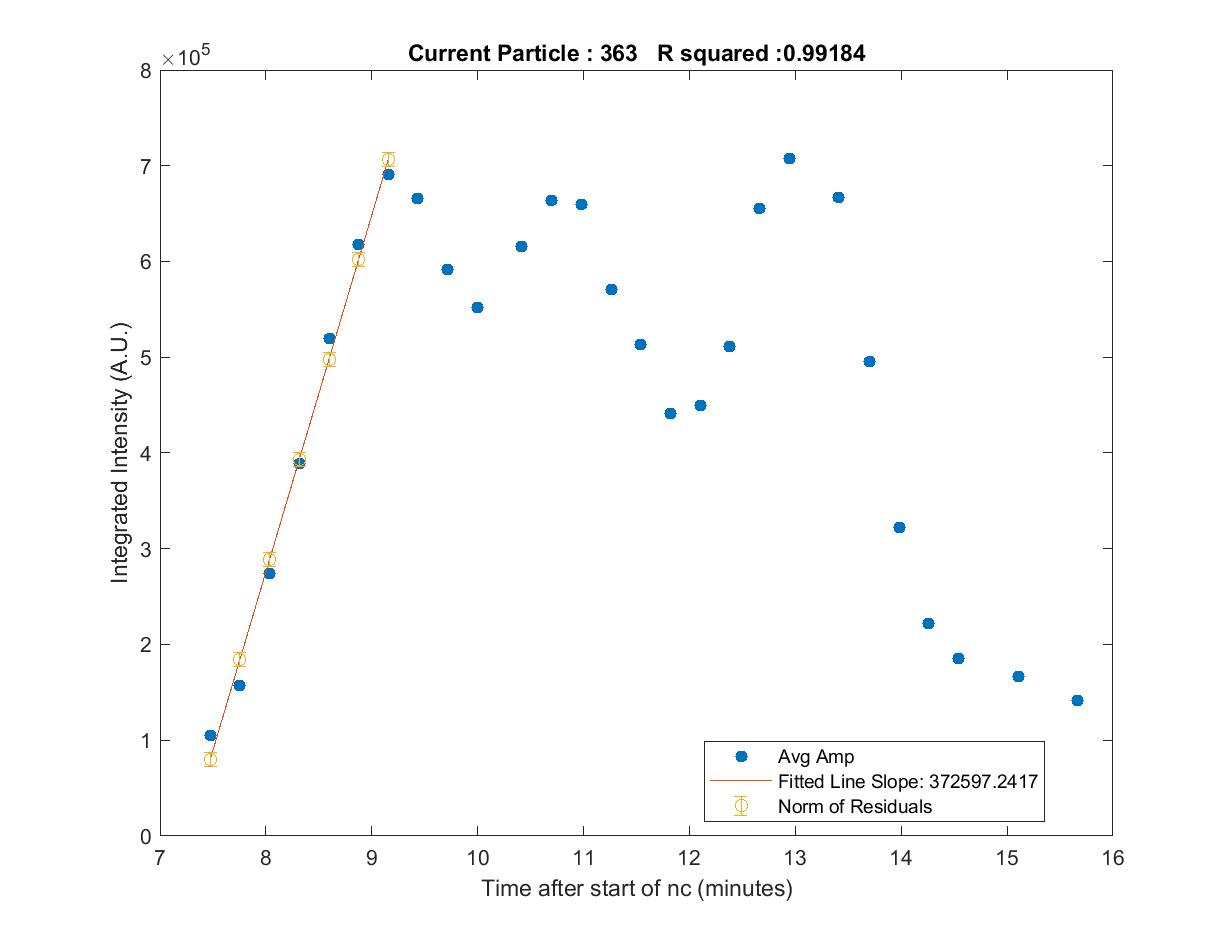 Current Particle : 363 R squared :0.99184
×10^5
8
7
6
5
4
3
2
1
0
Integrated Intensity (A.U.)
Avg Amp
Fitted Line Slope: 372597.2417
Norm of Residuals
7 8 9 10 11 12 13 14 15 16
Time after start of nc (minutes)